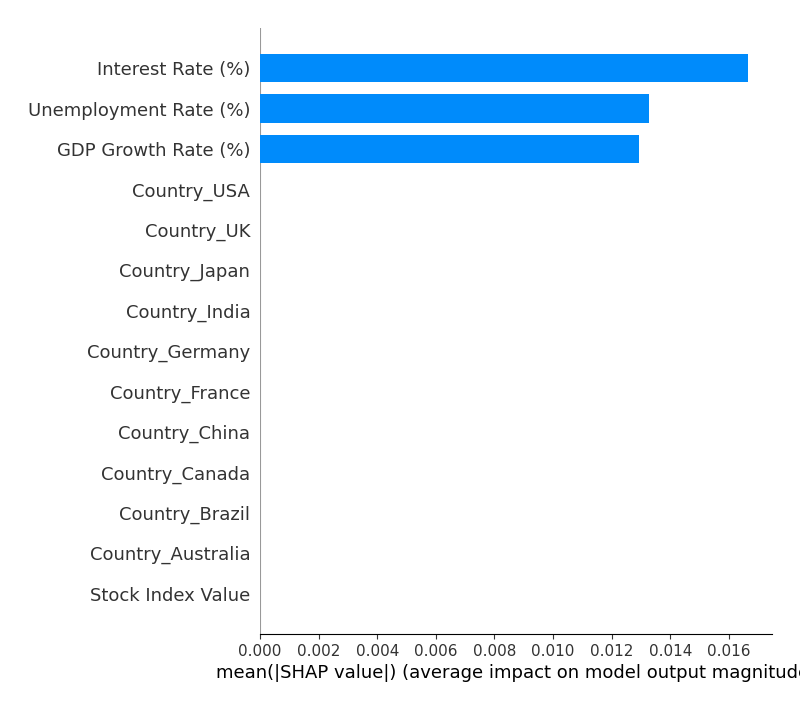 Interest Rate (%)
Unemployment Rate (%)
GDP Growth Rate (%)
Country_USA
Country_UK
Country_Japan
Country_India
Country_Germany
Country_France
Country_China
Country_Canada
Country_Brazil
Country_Australia
Stock Index Value
0.000 0.002 0.004 0.006 0.008 0.010 0.012 0.014 0.016
mean(|SHAP value|) (average impact on model output magnitude